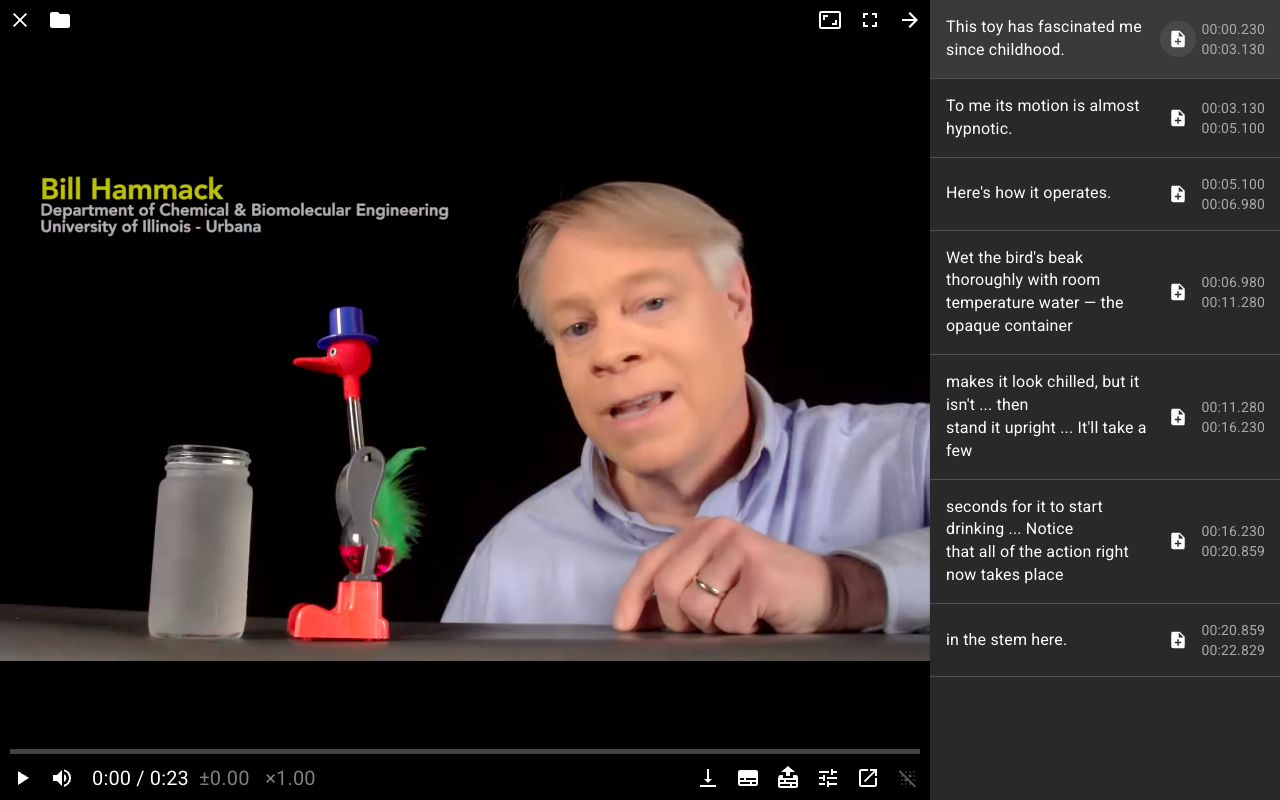 This toy has fascinated me
since childhood.
00:00.230
00:03.130
To me its motion is almost
hypnotic.
00:03.130
00:05.100
Bill Hammack
Department of Chemical & Biomolecular Engineering
University of Illinois - Urbana
Here's how it operates.
00:05.100
00:06.980
Wet the bird's beak
thoroughly with room
temperature water — the
opaque container
00:06.980
00:11.280
makes it look chilled, but it
isn't ... then
stand it upright ... It'll take a
few
00:11.280
00:16.230
seconds for it to start
drinking ... Notice
that all of the action right
now takes place
00:16.230
00:20.859
in the stem here.
00:20.859
00:22.829
0:00 / 0:23 ±0.00 ×1.00